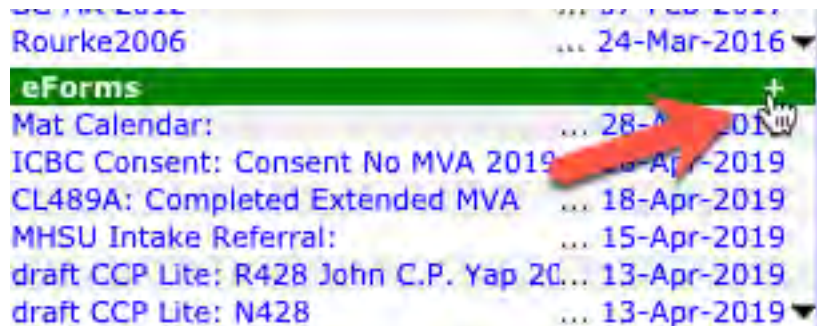 Rourke2006 ... 24-Mar-2016
eForms +
Mat Calendar: ... 28-
ICBC Consent: Consent No MVA 2019 -Apr-2019
CL489A: Completed Extended MVA ... 18-Apr-2019
MHSU Intake Referral: ... 15-Apr-2019
draft CCP Lite: R428 John C.P. Yap 20... 13-Apr-2019
draft CCP Lite: N428 ... 13-Apr-2019